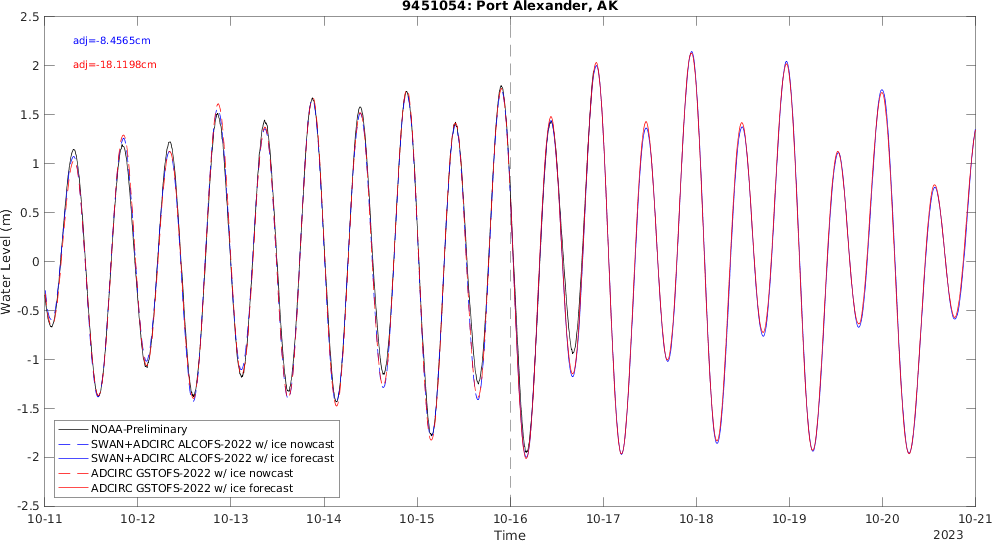 9451054: Port Alexander, AK
adj=-8.4565cm
adj=-18.1198cm
Water Level (m)
2.5
2
1.5
1
0.5
0
-0.5
-1
-1.5
-2
-2.5
NOAA-Preliminary
SWAN+ADCIRC ALCOFS-2022 w/ ice nowcast
SWAN+ADCIRC ALCOFS-2022 w/ ice forecast
ADCIRC GSTOFS-2022 w/ ice nowcast
ADCIRC GSTOFS-2022 w/ ice forecast
10-11 10-12 10-13 10-14 10-15 10-16 10-17 10-18 10-19 10-20 10-21
Time
2023